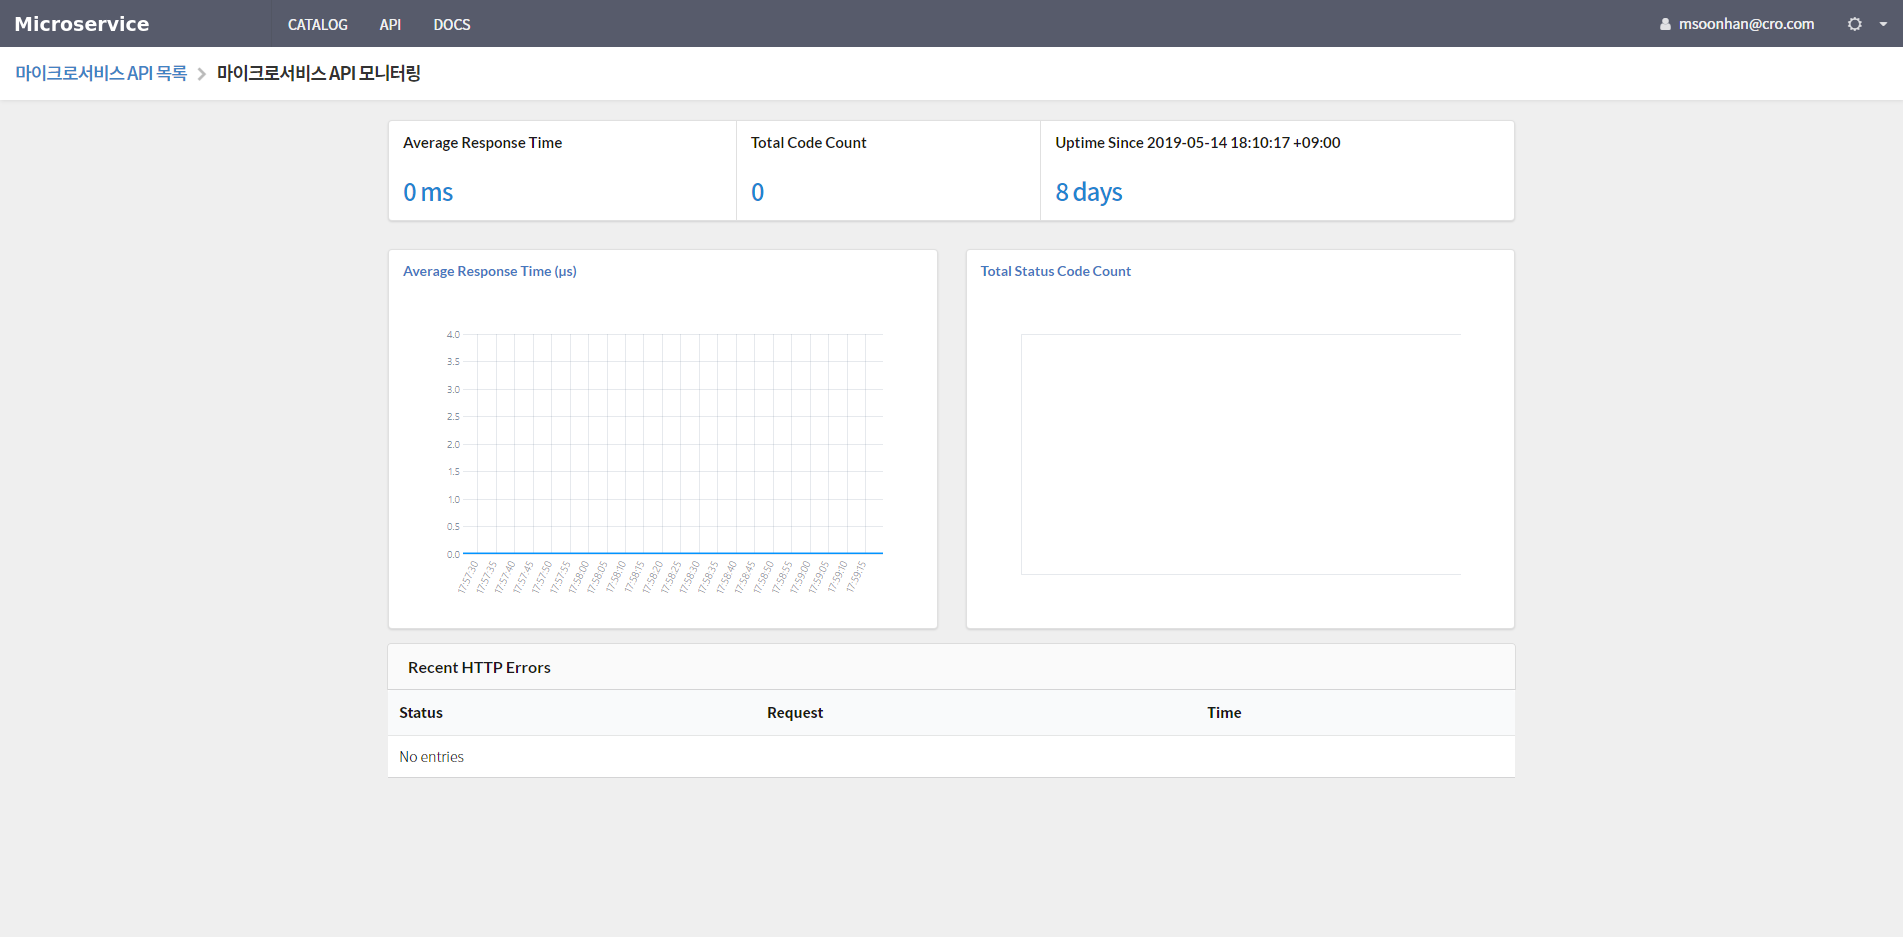 Microservice CATALOG API DOCS msoonhan@cro.com
마이크로서비스 API 목록 마이크로서비스 API 모니터링
Average Response Time
0 ms
Total Code Count
0
Uptime Since 2019-05-14 18:10:17 +09:00
8 days
Average Response Time (µs)
4.0
3.5
3.0
2.5
2.0
1.5
1.0
0.5
0.0
17:57:30 17:57:35 17:57:40 17:57:45 17:57:50 17:57:55 17:58:00 17:58:05 17:58:10 17:58:15 17:58:20 17:58:25 17:58:30 17:58:35 17:58:40 17:58:45 17:58:50 17:58:55 17:59:00 17:59:05 17:59:10 17:59:15
Total Status Code Count
Recent HTTP Errors
Status Request Time
No entries